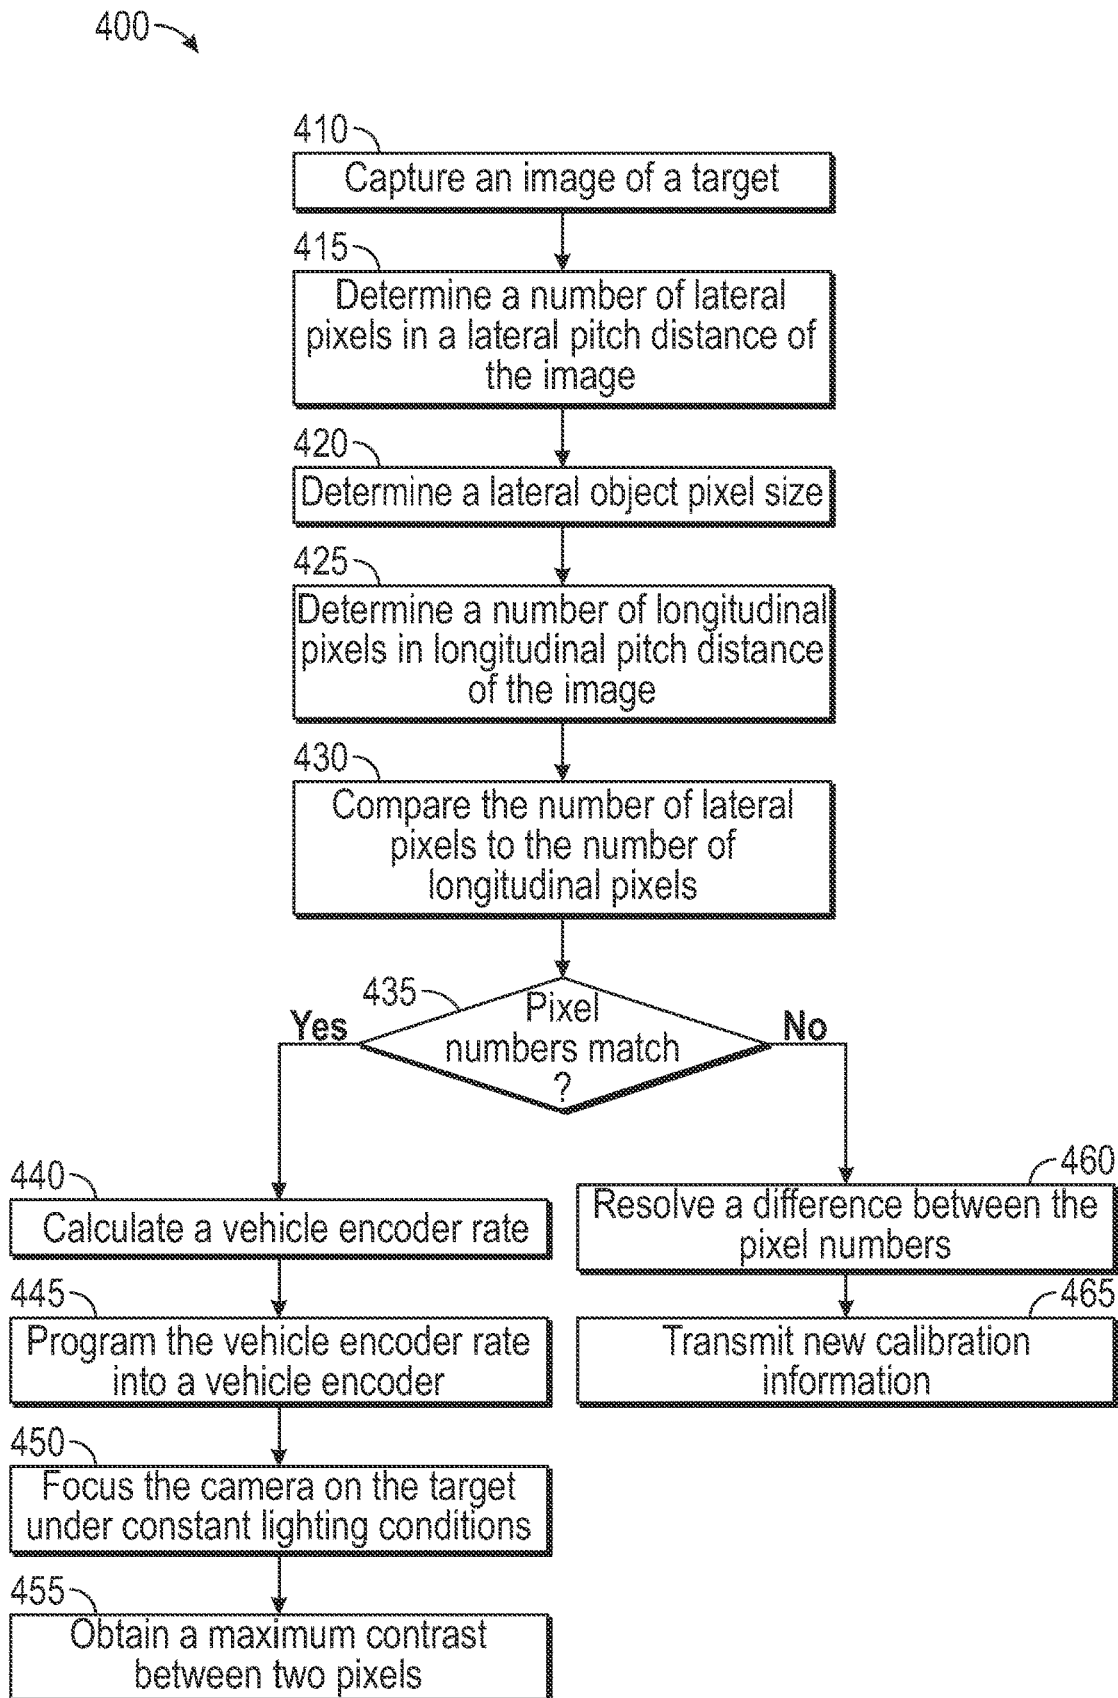 400
410
Capture an image of a target
415
Determine a number of lateral
pixels in a lateral pitch distance of
the image
420
Determine a lateral object pixel size
425
Determine a number of longitudinal
pixels in longitudinal pitch distance
of the image
430
Compare the number of lateral
pixels to the number of
longitudinal pixels
435
Pixel
numbers match
?
Yes
No
440
Calculate a vehicle encoder rate
445
Program the vehicle encoder rate
into a vehicle encoder
450
Focus the camera on the target
under constant lighting conditions
455
Obtain a maximum contrast
between two pixels
460
Resolve a difference between the
pixel numbers
465
Transmit new calibration
information